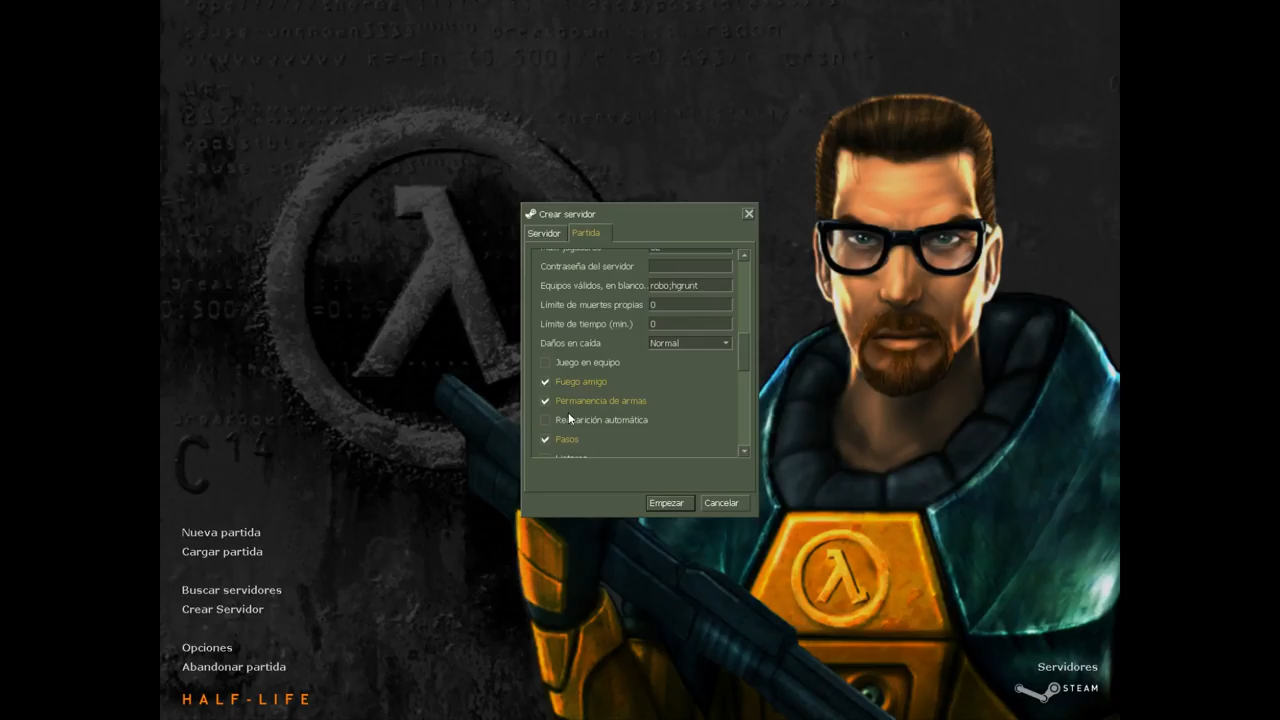 Crear servidor
Servidor Partida
Contraseña del servidor
Equipos válidos, en blanco... robo;hgrunt
Límite de muertes propias 0
Límite de tiempo (min.) 0
Daños en caída Normal
Juego en equipo
Fuego amigo
Permanencia de armas
automática
Pasos
Empezar Cancelar
C 14
Nueva partida
Cargar partida
Buscar servidores
Crear Servidor
Opciones
Abandonar partida
HALF-LIFE
Servidores
STEAM